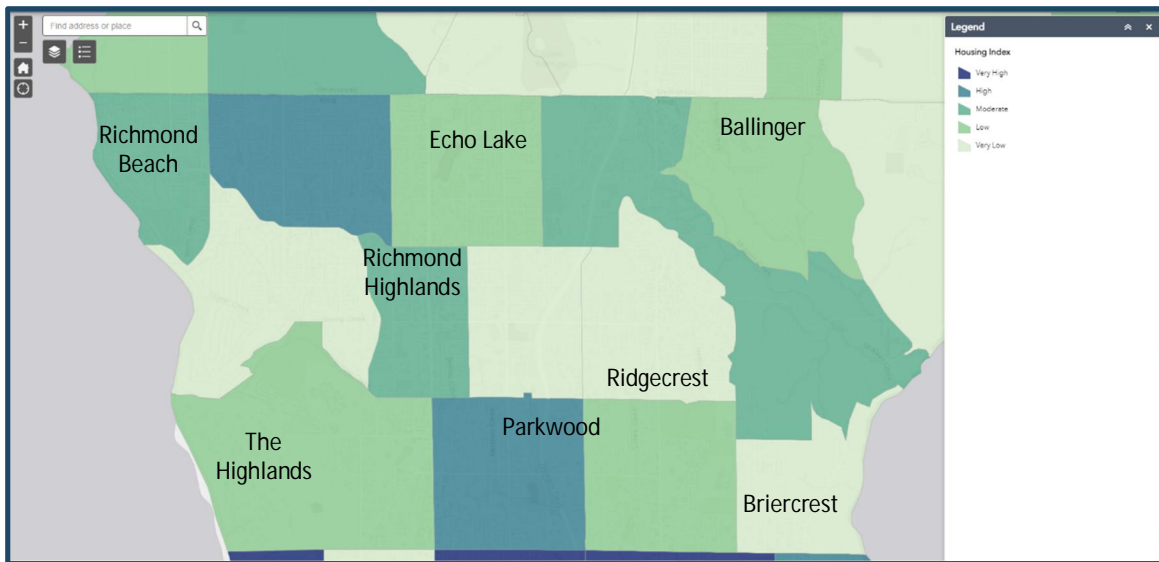 +
−
Find address or place
Legend
Housing Index
Very High
High
Moderate
Low
Very Low
Richmond
Beach
Echo Lake
Ballinger
Richmond
Highlands
Ridgecrest
Parkwood
The
Highlands
Briercrest